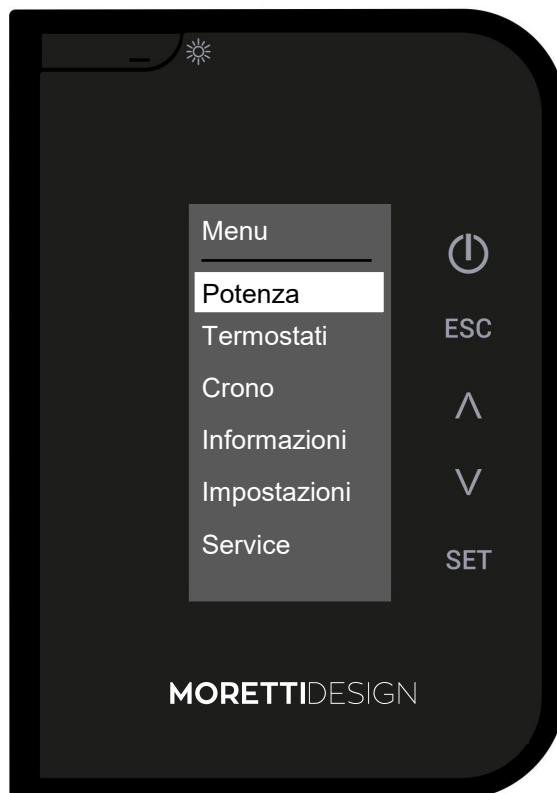 Menu
Potenza
Termostati
Crono
Informazioni
Impostazioni
Service
ESC
SET
MORETTIDESIGN